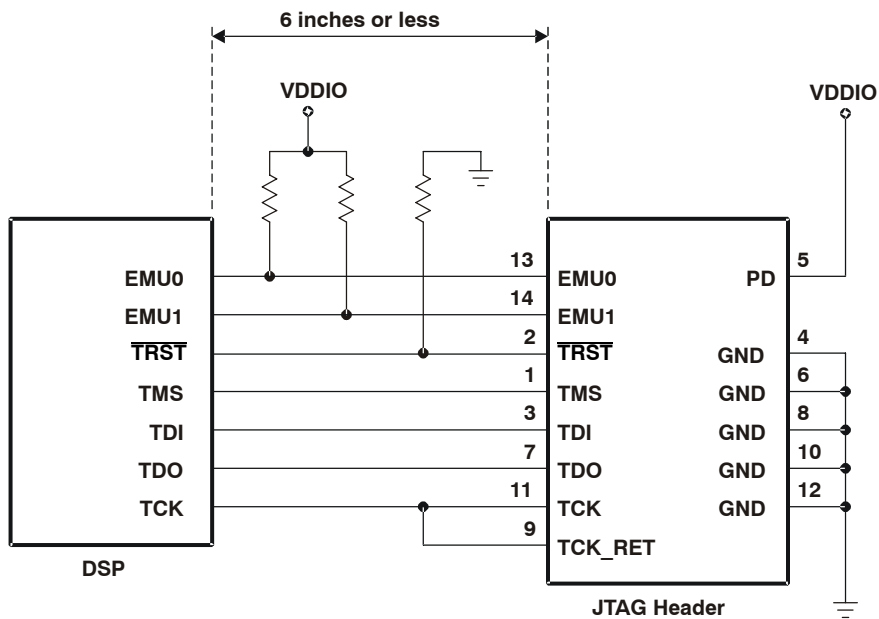 6 inches or less
VDDIO
VDDIO
13
5
EMU0
EMU0
PD
14
EMU1
EMU1
2
4
TRST
TRST
GND
1
6
TMS
TMS
GND
3
8
TDI
TDI
GND
7
10
TDO
TDO
GND
11
12
TCK
TCK
GND
9
TCK_RET
DSP
JTAG Header